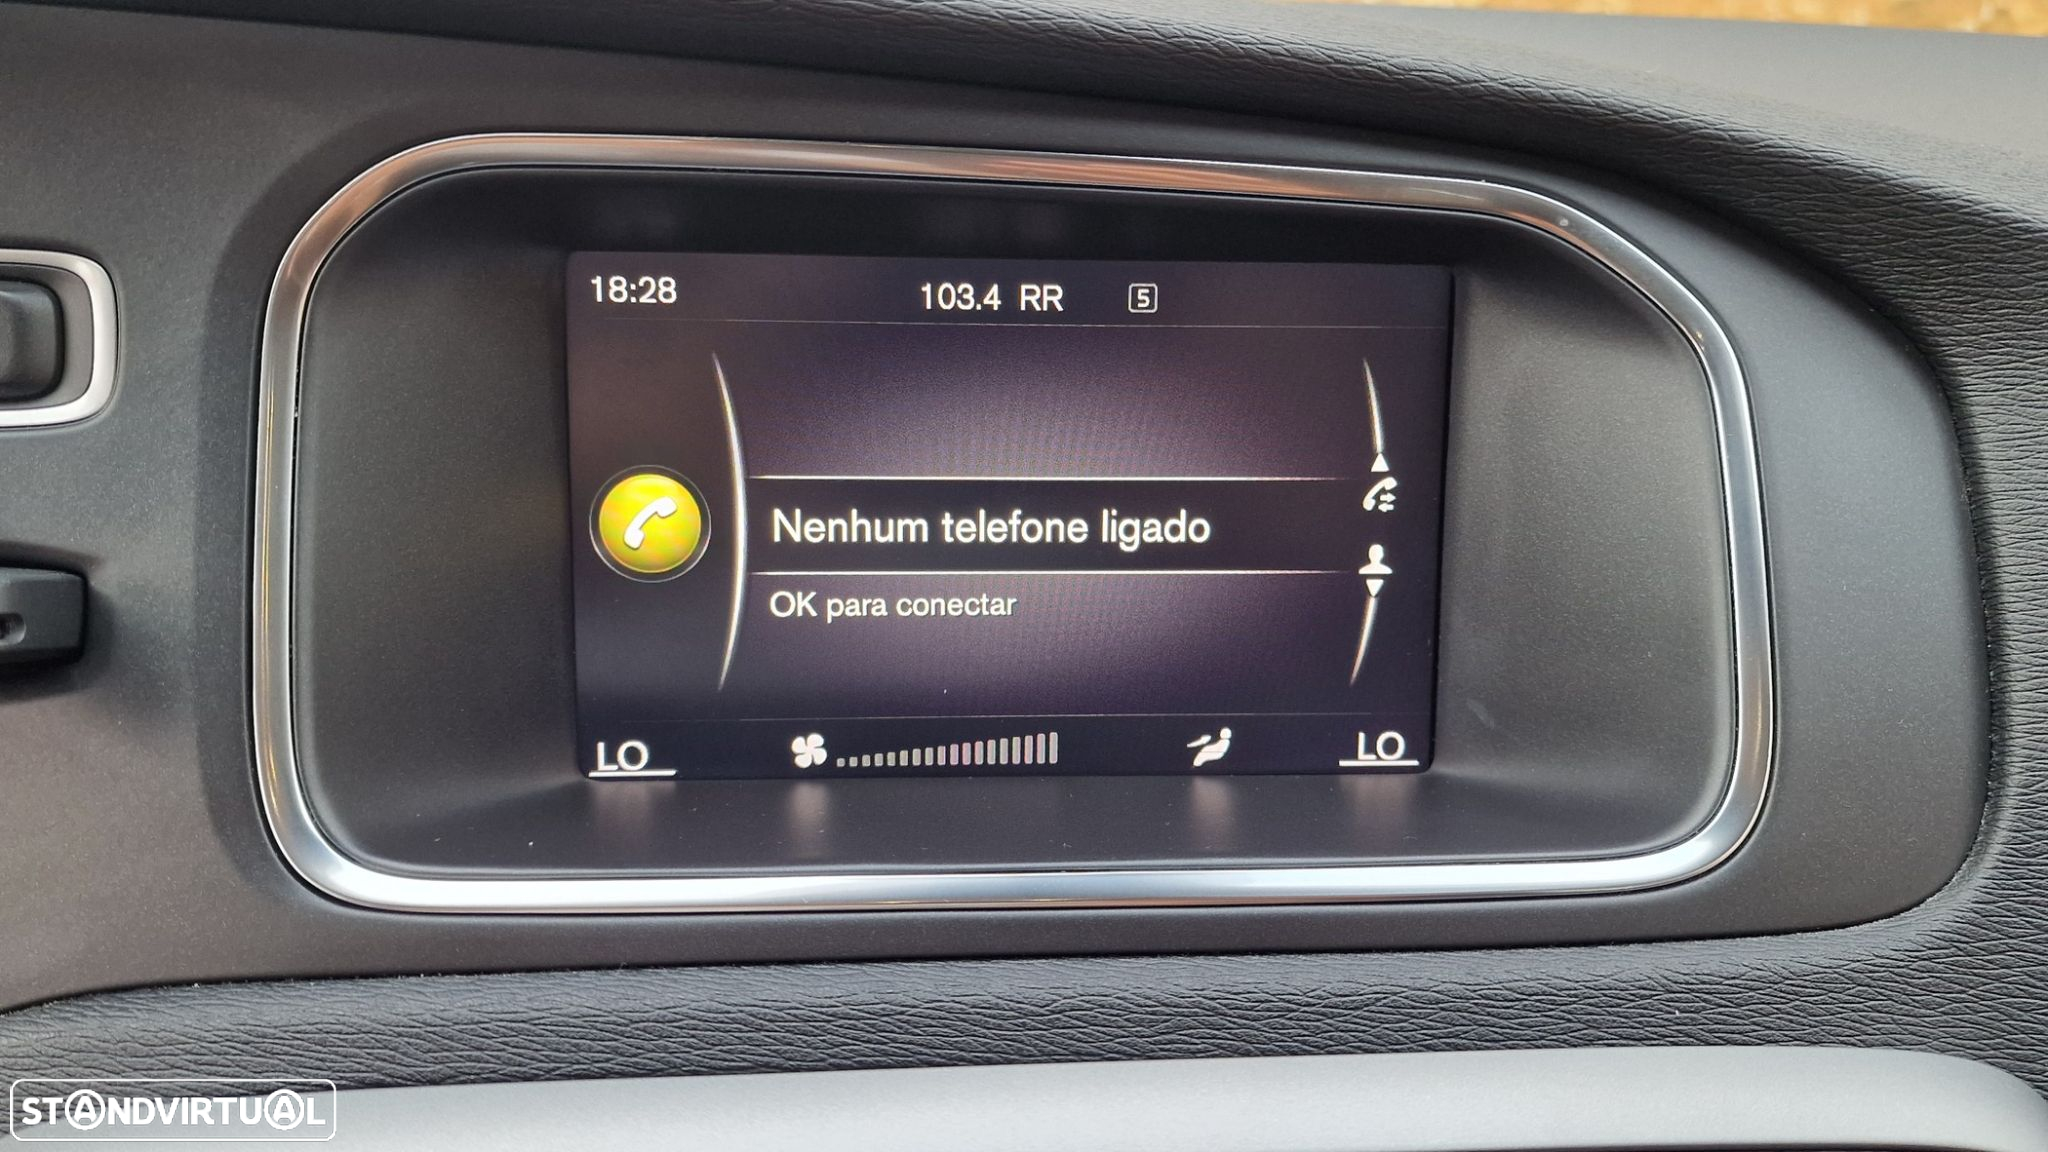 18:28
103.4 RR
5
Nenhum telefone ligado
OK para conectar
LO
LO
STANDVIRTUAL